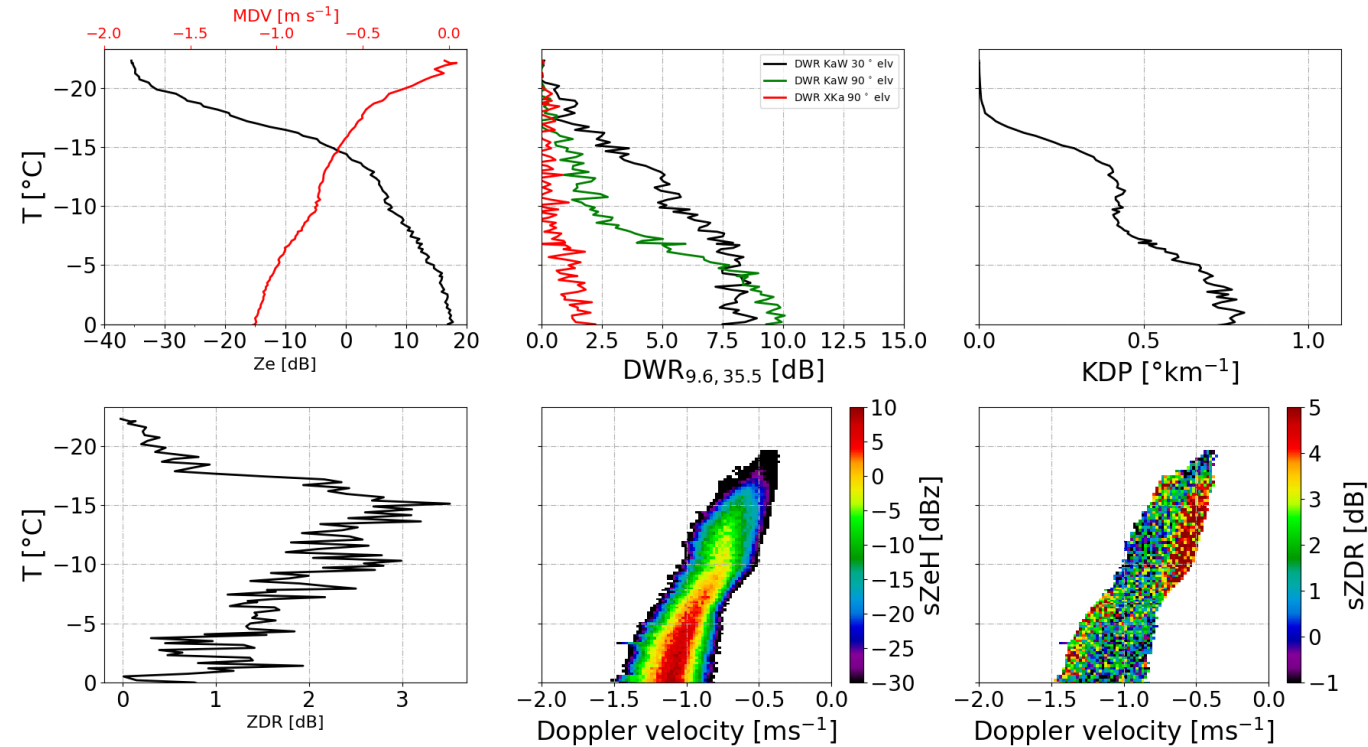 MDV [m s⁻¹]
−2.0 −1.5 −1.0 −0.5 0.0
T [°C]
−20
−15
−10
−5
0
−40 −30 −20 −10 0 10 20
Ze [dB]
DWR KaW 30° elv
DWR KaW 90° elv
DWR XKa 90° elv
0.0 2.5 5.0 7.5 10.0 12.5 15.0
DWR₉.₆, ₃₅.₅ [dB]
0.0 0.5 1.0
KDP [°km⁻¹]
T [°C]
−20
−15
−10
−5
0
0 1 2 3
ZDR [dB]
−2.0 −1.5 −1.0 −0.5 0.0
Doppler velocity [ms⁻¹]
10
5
0
−5
−10
−15
−20
−25
−30
sZeH [dBz]
−2.0 −1.5 −1.0 −0.5 0.0
Doppler velocity [ms⁻¹]
5
4
3
2
1
0
−1
sZDR [dB]